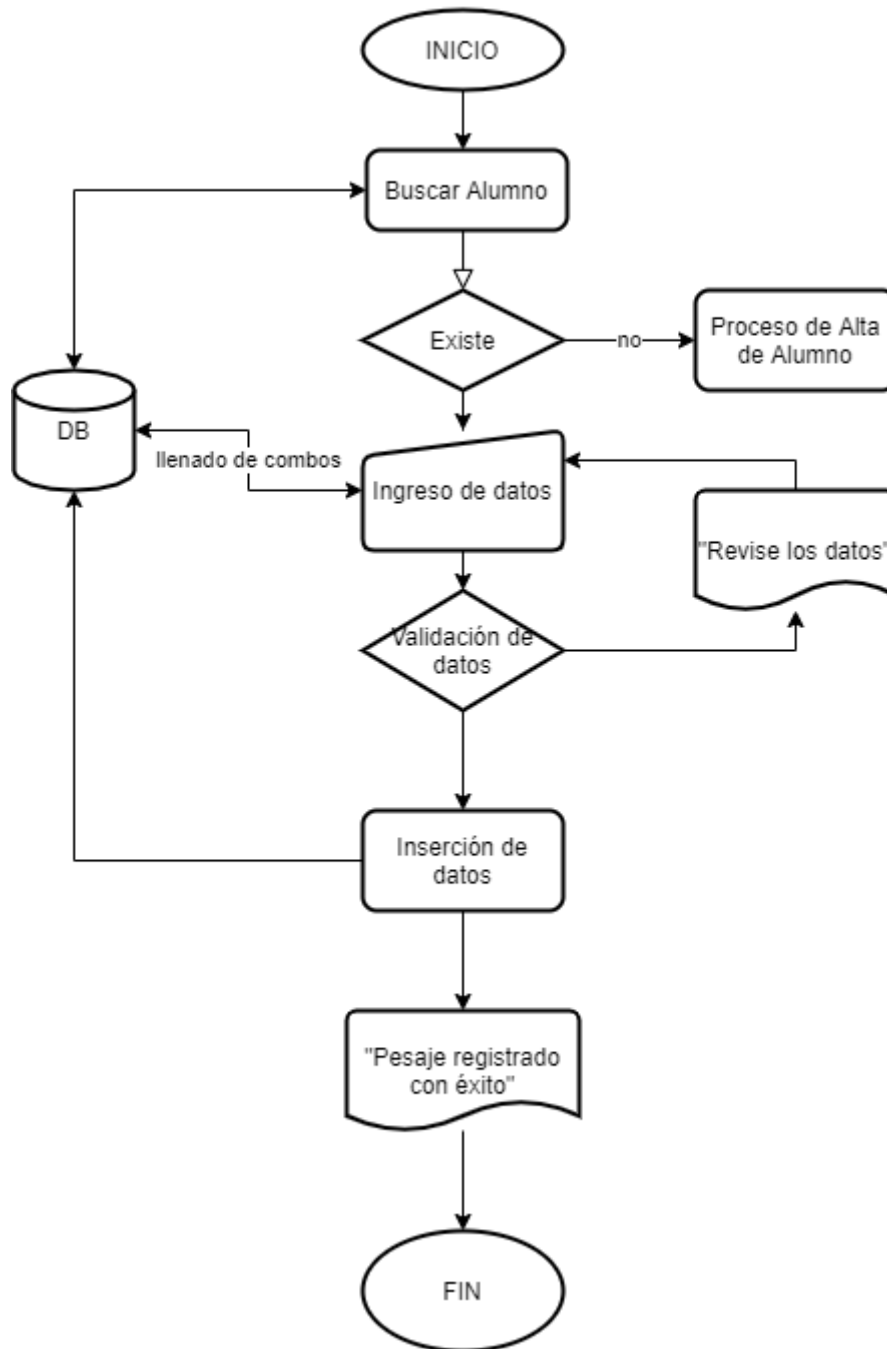 INICIO
Buscar Alumno
Existe
no
Proceso de Alta
de Alumno
DB
llenado de combos
Ingreso de datos
"Revise los datos"
Validación de
datos
Inserción de
datos
"Pesaje registrado
con éxito"
FIN